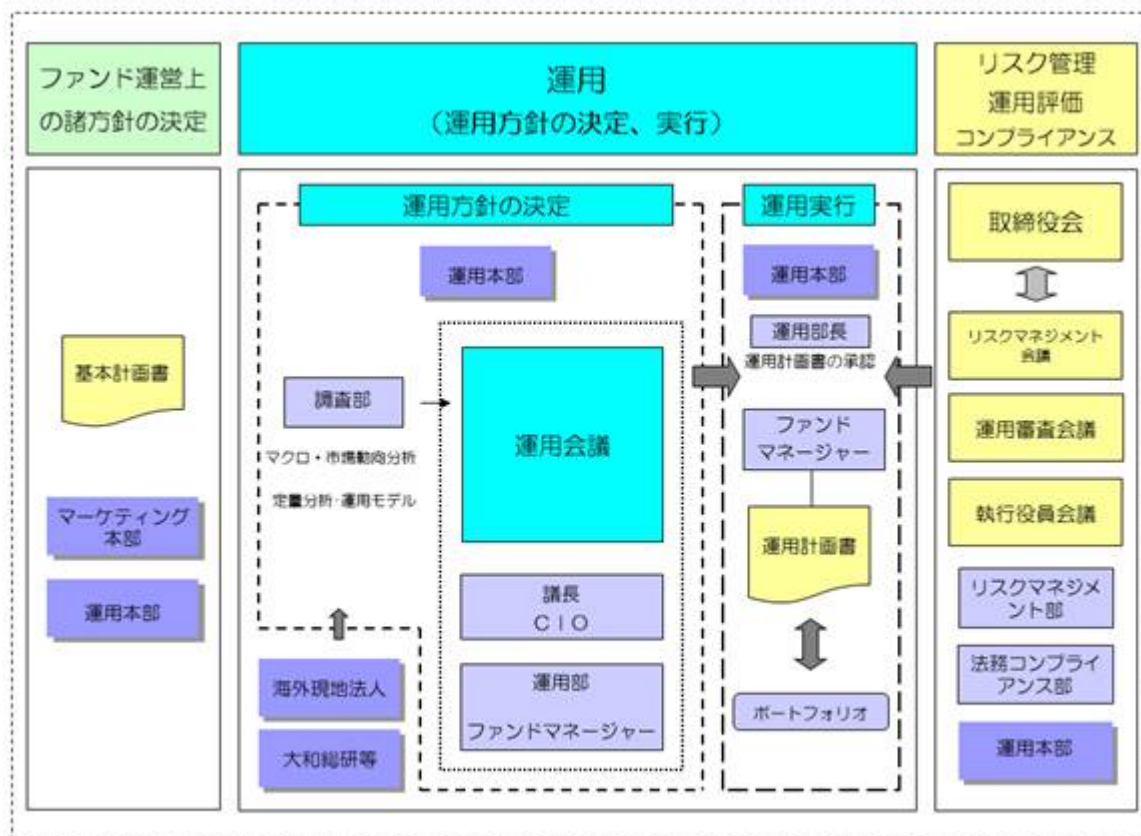 ファンド運営上
の諸方針の決定
運用
（運用方針の決定、実行）
リスク管理
運用評価
コンプライアンス
基本計画書
マーケティング
本部
運用本部
運用方針の決定
運用本部
調査部
マクロ・市場動向分析
定量分析・運用モデル
運用会議
議長
ＣＩＯ
運用部
ファンドマネージャー
海外現地法人
大和総研等
運用実行
運用本部
運用部長
運用計画書の承認
ファンド
マネージャー
運用計画書
ポートフォリオ
取締役会
リスクマネジメント
会議
運用審査会議
執行役員会議
リスクマネジメ
ント部
法務コンプライ
アンス部
運用本部